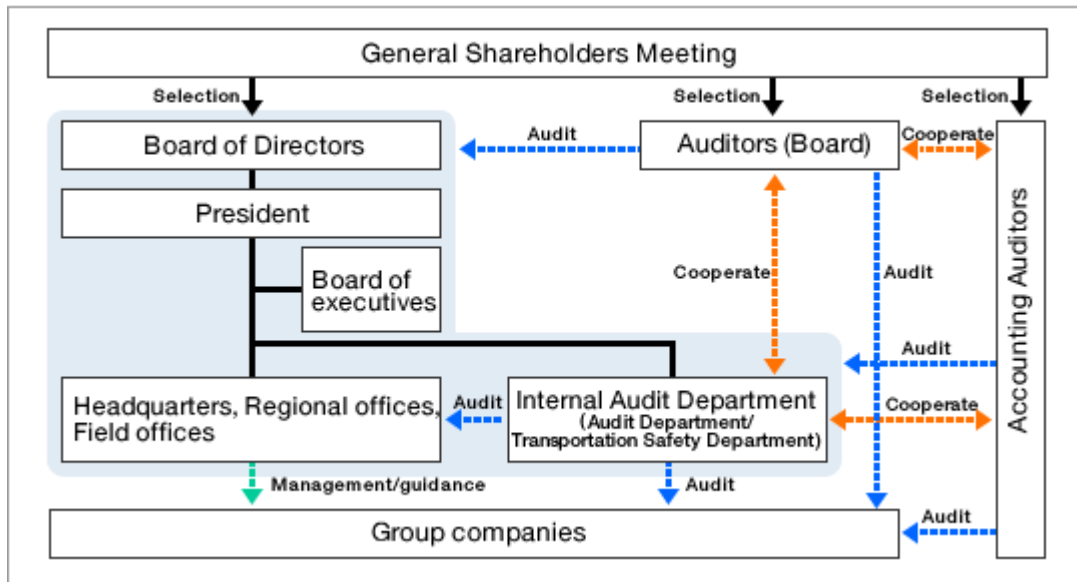 General Shareholders Meeting
Selection
Selection
Selection
Board of Directors
Audit
Auditors (Board)
Cooperate
President
Board of
executives
Cooperate
Audit
Accounting Auditors
Audit
Headquarters, Regional offices,
Field offices
Audit
Internal Audit Department
(Audit Department/
Transportation Safety Department)
Cooperate
Management/guidance
Audit
Group companies
Audit